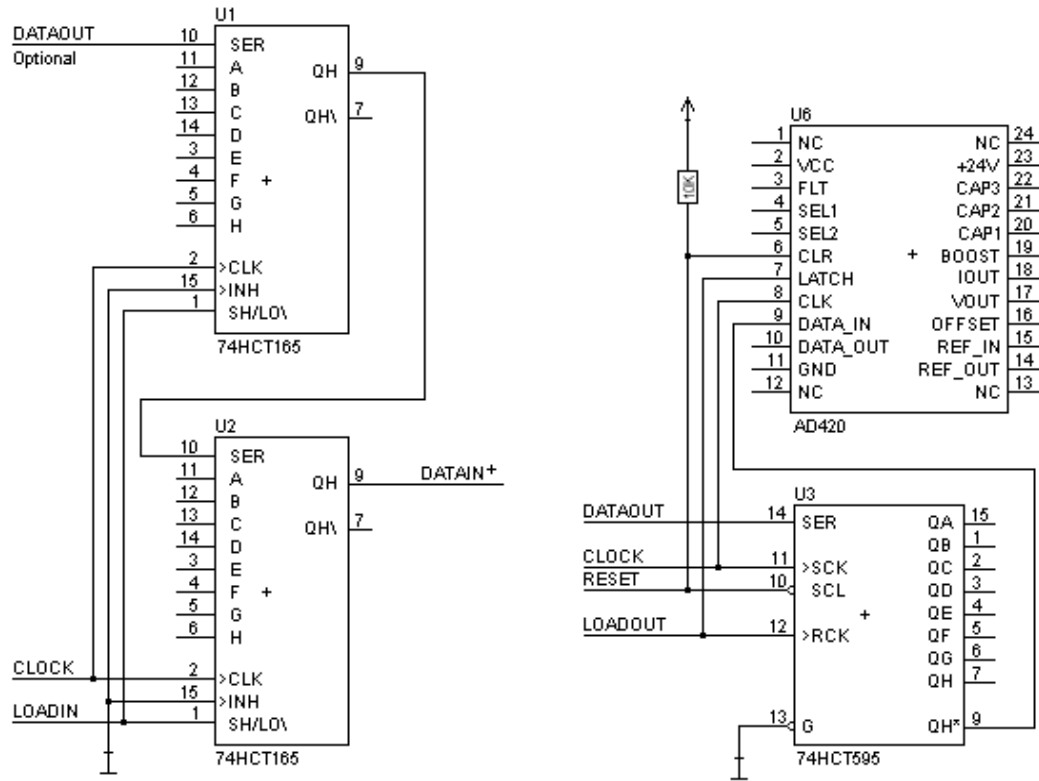 U1
DATAOUT
Optional
10 SER
11 A
12 B
13 C
14 D
3 E
4 F
5 G
6 H
2 >CLK
15 >INH
1 SH/LO\
QH 9
QH\ 7
+
74HCT165
U2
10 SER
11 A
12 B
13 C
14 D
3 E
4 F
5 G
6 H
2 >CLK
15 >INH
1 SH/LO\
QH 9
QH\ 7
+
74HCT165
DATAIN+
CLOCK
LOADIN
10K
U6
1 NC
2 VCC
3 FLT
4 SEL1
5 SEL2
6 CLR
7 LATCH
8 CLK
9 DATA_IN
10 DATA_OUT
11 GND
12 NC
NC 24
+24V 23
CAP3 22
CAP2 21
CAP1 20
BOOST 19
IOUT 18
VOUT 17
OFFSET 16
REF_IN 15
REF_OUT 14
NC 13
+
AD420
U3
DATAOUT 14 SER
CLOCK 11 >SCK
RESET 10 SCL
LOADOUT 12 >RCK
13 G
QA 15
QB 1
QC 2
QD 3
QE 4
QF 5
QG 6
QH 7
QH* 9
+
74HCT595